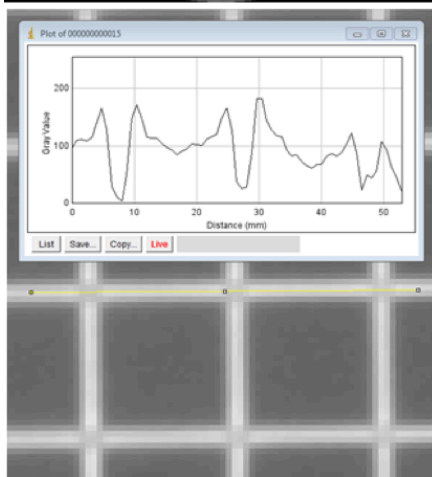 Plot of 000000000015
200
100
0
Gray Value
0 10 20 30 40 50
Distance (mm)
List Save... Copy... Live